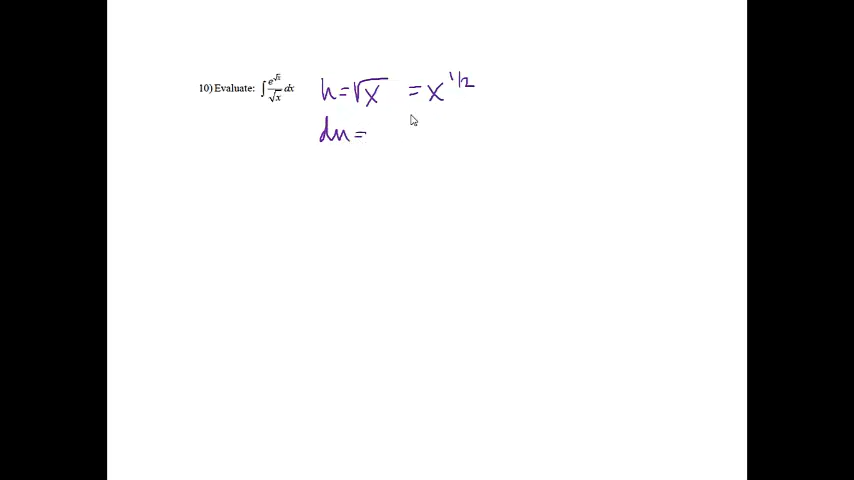 10) Evaluate: ∫ e^√x / √x dx
u = √x = x^1/2
du =